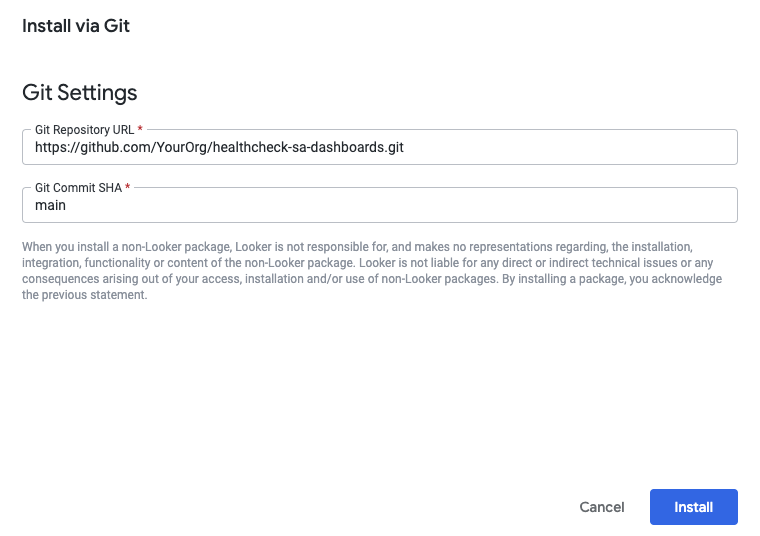 Install via Git
Git Settings
Git Repository URL *
https://github.com/YourOrg/healthcheck-sa-dashboards.git
Git Commit SHA *
main
When you install a non-Looker package, Looker is not responsible for, and makes no representations regarding, the installation,
integration, functionality or content of the non-Looker package. Looker is not liable for any direct or indirect technical issues or any
consequences arising out of your access, installation and/or use of non-Looker packages. By installing a package, you acknowledge
the previous statement.
Cancel
Install